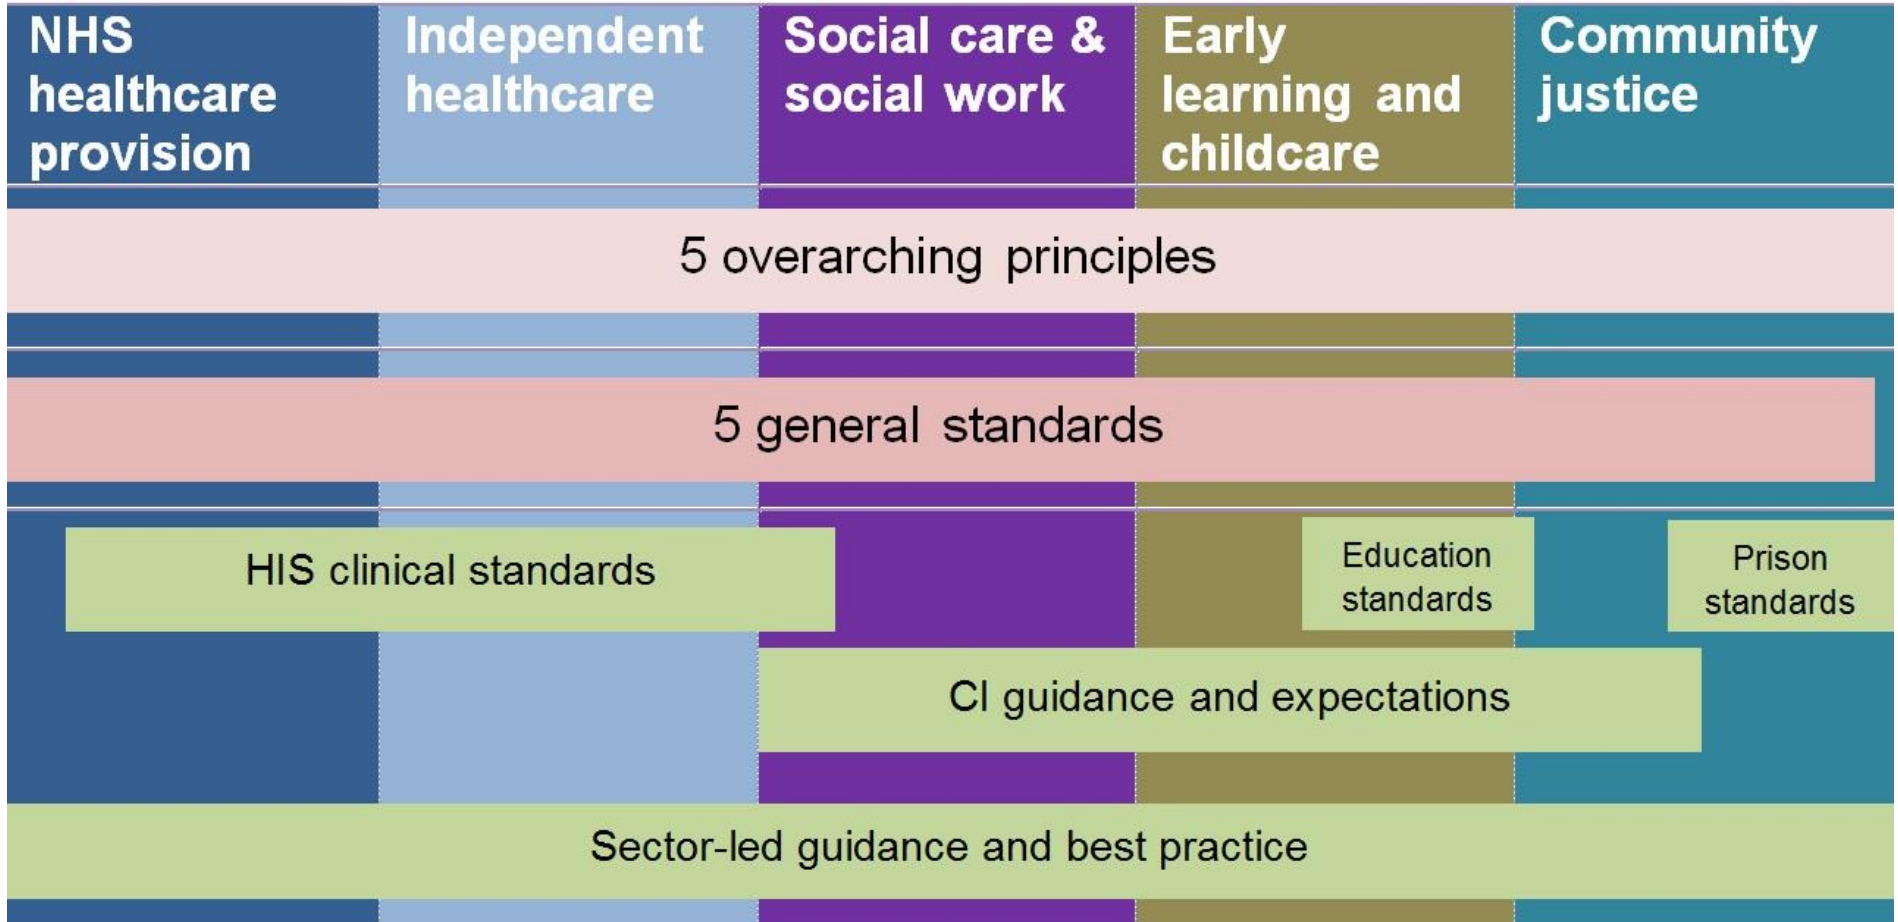 NHS
healthcare
provision
Independent
healthcare
Social care &
social work
Early
learning and
childcare
Community
justice
5 overarching principles
5 general standards
HIS clinical standards
Education
standards
Prison
standards
CI guidance and expectations
Sector-led guidance and best practice